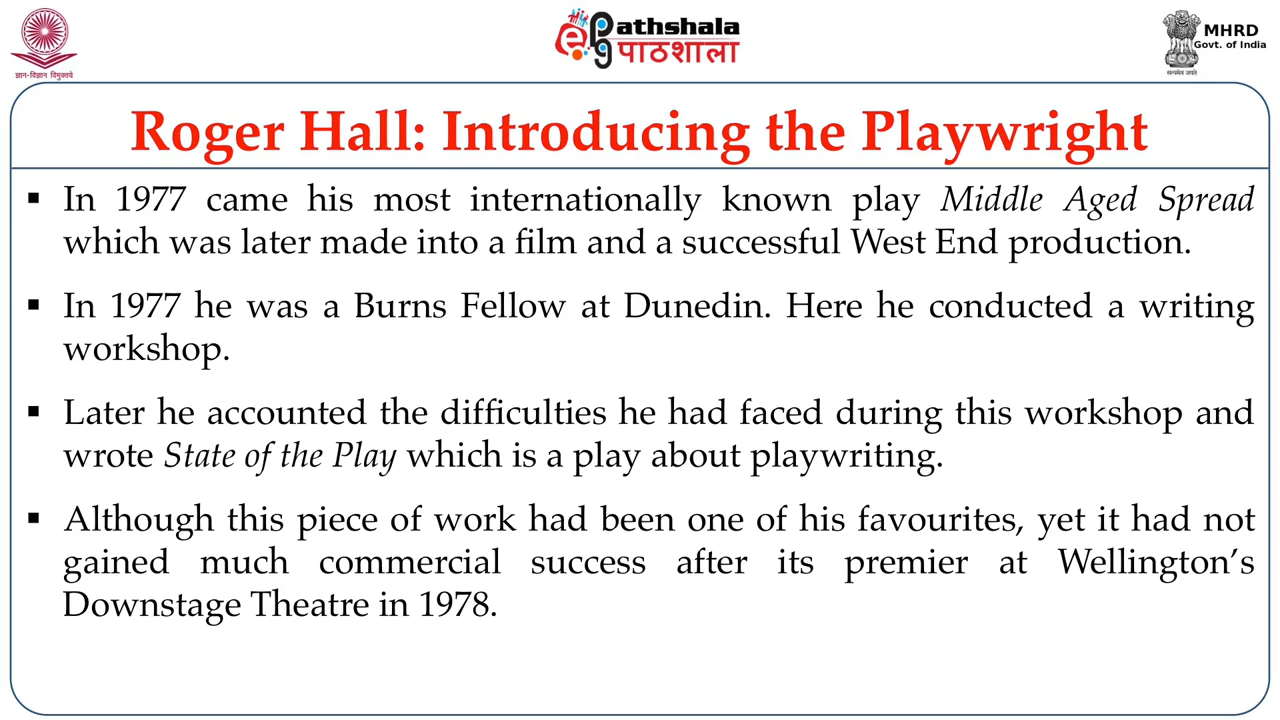 ePathshala
पाठशाला
MHRD
Govt. of India
ज्ञान-विज्ञान विमुक्तये
सत्यमेव जयते
Roger Hall: Introducing the Playwright
▪ In 1977 came his most internationally known play Middle Aged Spread
which was later made into a film and a successful West End production.
▪ In 1977 he was a Burns Fellow at Dunedin. Here he conducted a writing
workshop.
▪ Later he accounted the difficulties he had faced during this workshop and
wrote State of the Play which is a play about playwriting.
▪ Although this piece of work had been one of his favourites, yet it had not
gained much commercial success after its premier at Wellington’s
Downstage Theatre in 1978.